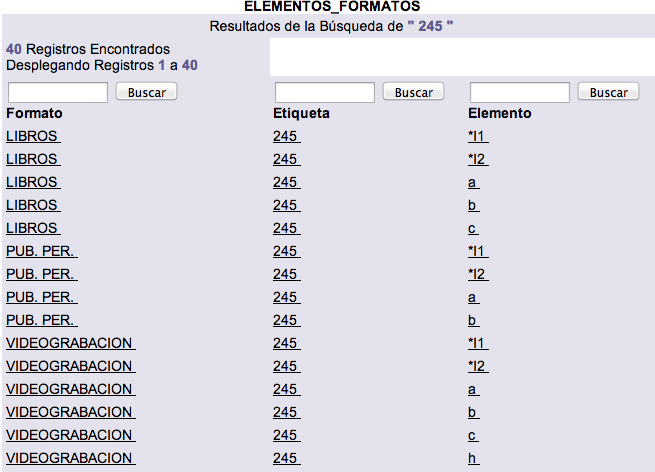 ELEMENTOS_FORMATOS
Resultados de la Búsqueda de " 245 "
40 Registros Encontrados
Desplegando Registros 1 a 40
Buscar Buscar Buscar
Formato Etiqueta Elemento
LIBROS 245 *I1
LIBROS 245 *I2
LIBROS 245 a
LIBROS 245 b
LIBROS 245 c
PUB. PER. 245 *I1
PUB. PER. 245 *I2
PUB. PER. 245 a
PUB. PER. 245 b
VIDEOGRABACION 245 *I1
VIDEOGRABACION 245 *I2
VIDEOGRABACION 245 a
VIDEOGRABACION 245 b
VIDEOGRABACION 245 c
VIDEOGRABACION 245 h